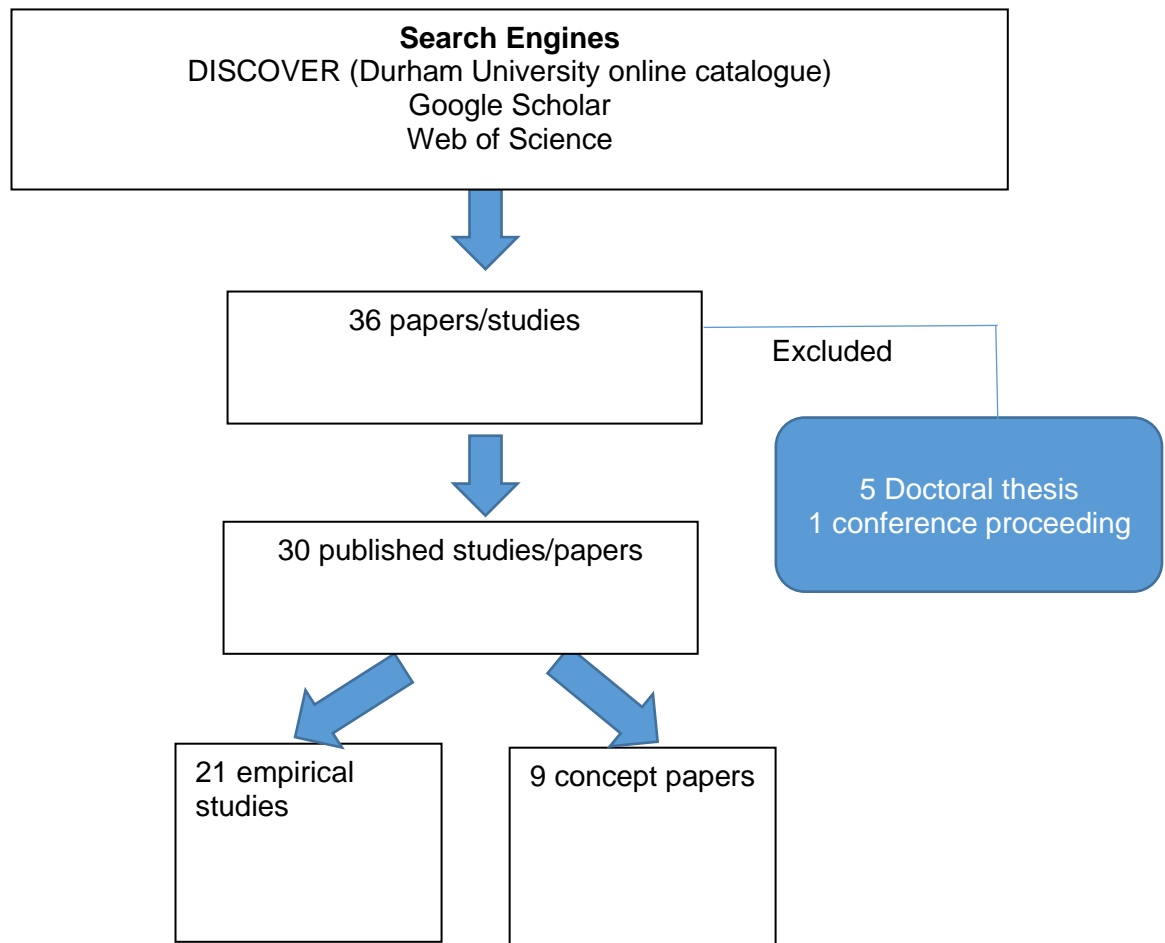 Search Engines
DISCOVER (Durham University online catalogue)
Google Scholar
Web of Science
36 papers/studies
Excluded
5 Doctoral thesis
1 conference proceeding
30 published studies/papers
21 empirical
studies
9 concept papers